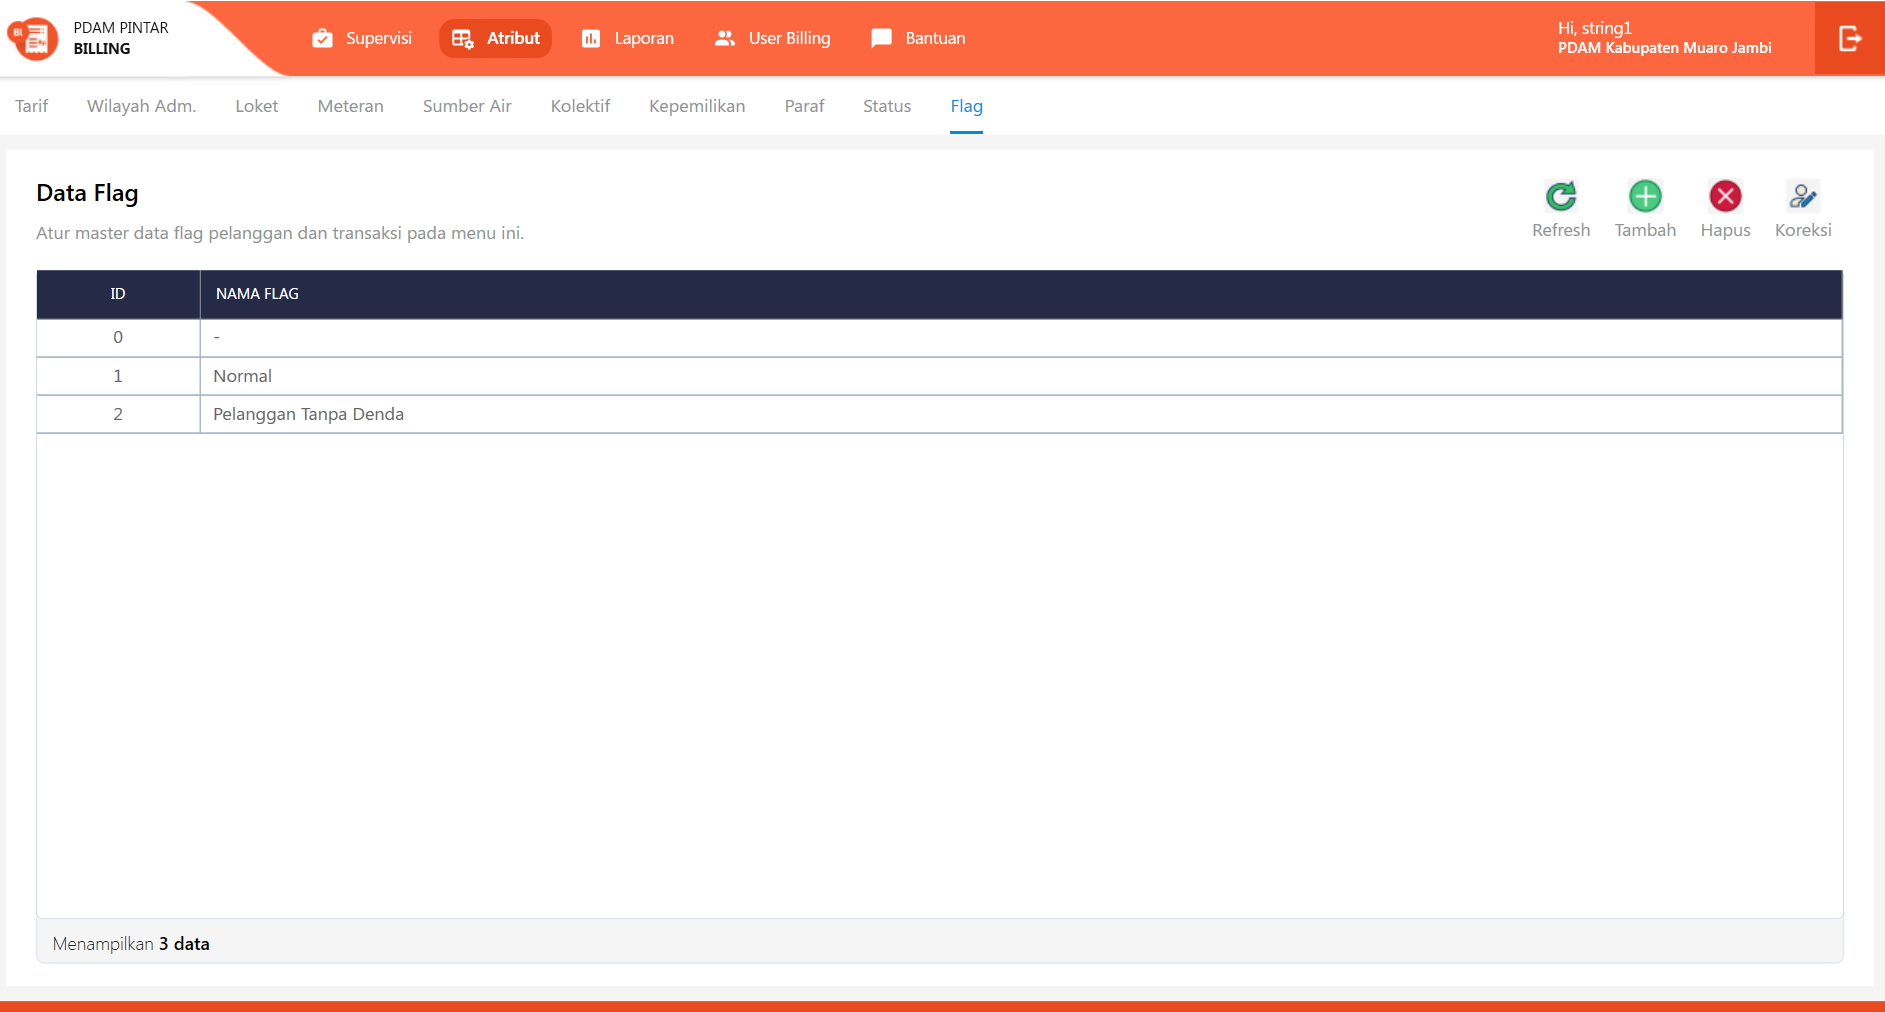 BL
PDAM PINTAR
BILLING
Supervisi
Atribut
Laporan
User Billing
Bantuan
Hi, string1
PDAM Kabupaten Muaro Jambi
Tarif
Wilayah Adm.
Loket
Meteran
Sumber Air
Kolektif
Kepemilikan
Paraf
Status
Flag
Data Flag
Atur master data flag pelanggan dan transaksi pada menu ini.
Refresh
Tambah
Hapus
Koreksi
ID NAMA FLAG
0 -
1 Normal
2 Pelanggan Tanpa Denda
Menampilkan 3 data